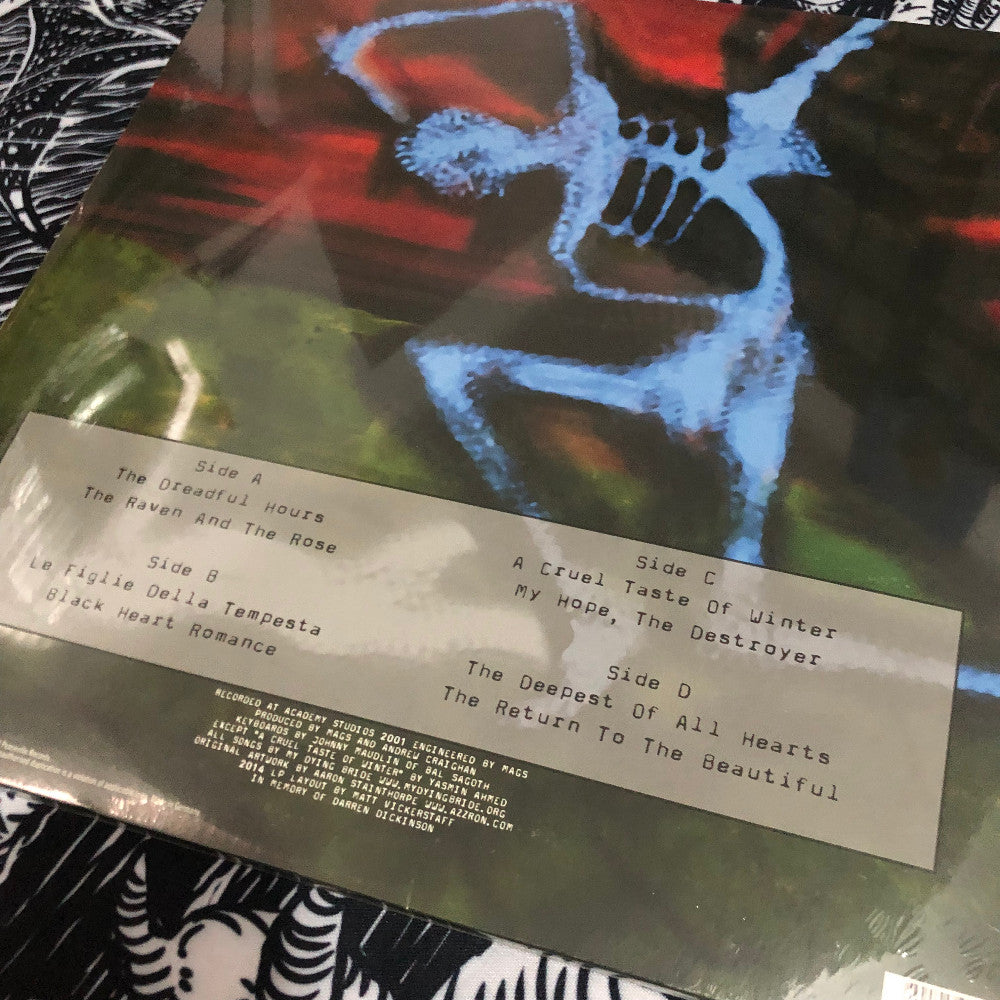 Side A
The Dreadful Hours
The Raven And The Rose
Side B
Le Figlie Della Tempesta
Black Heart Romance
Side C
A Cruel Taste Of Winter
My Hope, The Destroyer
Side D
The Deepest Of All Hearts
The Return To The Beautiful
RECORDED AT ACADEMY STUDIOS 2001 ENGINEERED BY MAGS
PRODUCED BY MAGS AND ANDREW CRAIGHAN
KEYBOARDS BY JOHNNY MAUDLIN OF BAL SAGOTH
ALL SONGS BY MY DYING BRIDE WWW.MYDYINGBRIDE.ORG
EXCEPT "A CRUEL TASTE OF WINTER" BY YASMIN AHMED
ORIGINAL ARTWORK BY AARON STAINTHORPE WWW.AZZRON.COM
2014 LP LAYOUT BY MATT VICKERSTAFF
IN MEMORY OF DARREN DICKINSON